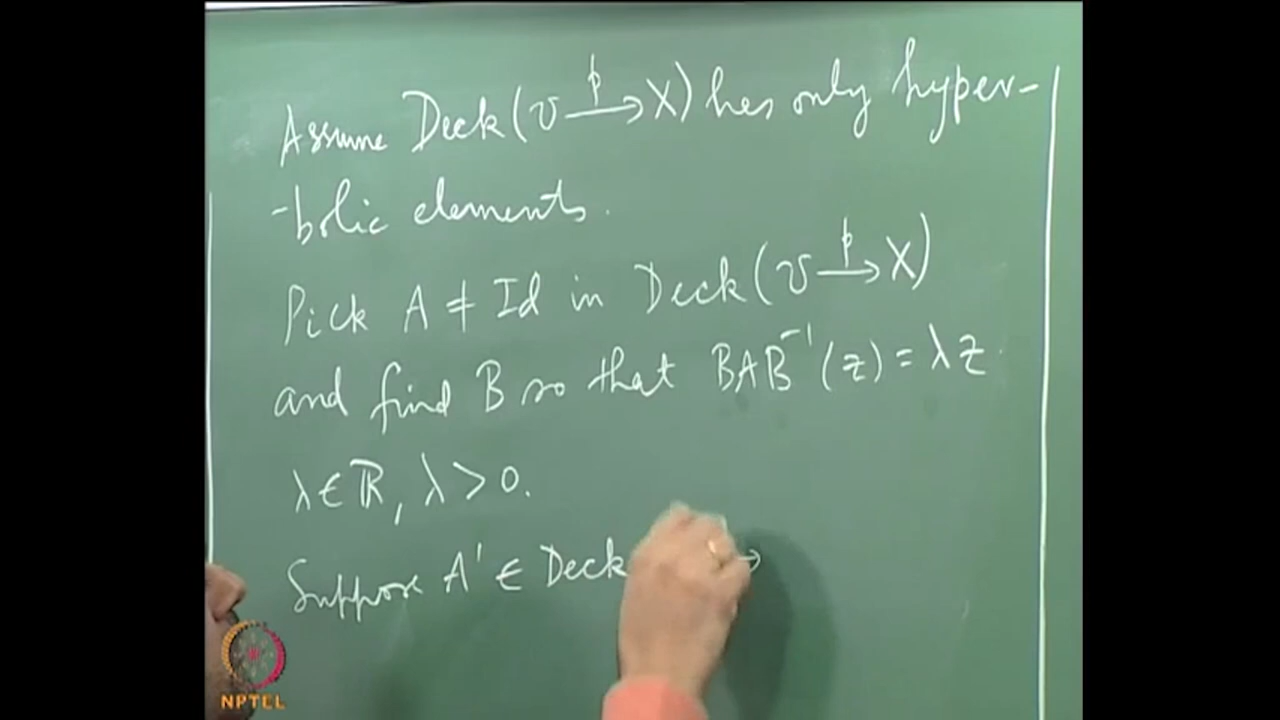 Assume Deck(U →p X) has only hyper-
-bolic elements.
Pick A ≠ Id in Deck(U →p X)
and find B so that BAB⁻¹(z) = λz.
λ ∈ ℝ, λ > 0.
Suppose A' ∈ Deck →
NPTEL